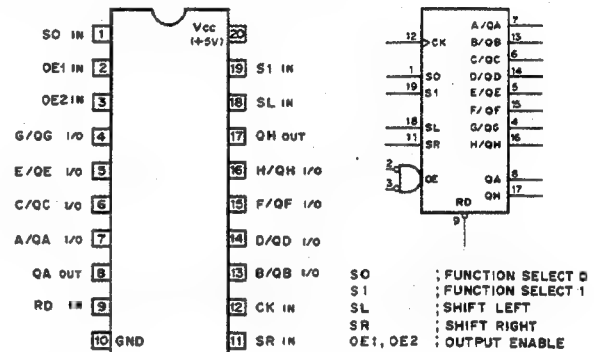 SO IN 1
OE1 IN 2
OE2 IN 3
G/QG I/O 4
E/QE I/O 5
C/QC I/O 6
A/QA I/O 7
QA OUT 8
RD IN 9
10 GND
Vcc 20
(+5V)
19 S1 IN
18 SL IN
17 QH OUT
16 H/QH I/O
15 F/QF I/O
14 D/QD I/O
13 B/QB I/O
12 CK IN
11 SR IN
12 CK
1 SO
19 S1
18 SL
11 SR
2
3 OE
RD
9
A/QA 7
B/QB 13
C/QC 6
D/QD 14
E/QE 5
F/QF 15
G/QG 4
H/QH 16
QA 8
QH 17
SO ; FUNCTION SELECT 0
S1 ; FUNCTION SELECT 1
SL ; SHIFT LEFT
SR ; SHIFT RIGHT
OE1, OE2 ; OUTPUT ENABLE